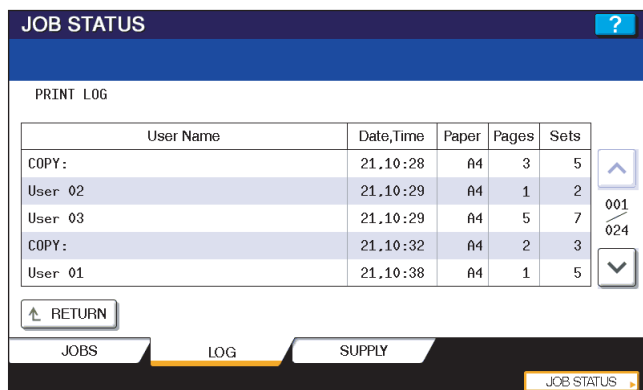 JOB STATUS ?
PRINT LOG
User Name Date,Time Paper Pages Sets
COPY: 21,10:28 A4 3 5
User 02 21,10:29 A4 1 2
User 03 21,10:29 A4 5 7
COPY: 21,10:32 A4 2 3
User 01 21,10:38 A4 1 5
001
024
RETURN
JOBS LOG SUPPLY
JOB STATUS